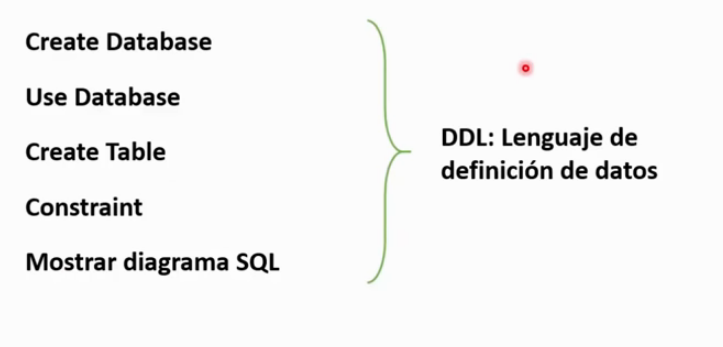 Create Database
Use Database
Create Table
Constraint
Mostrar diagrama SQL
DDL: Lenguaje de
definición de datos